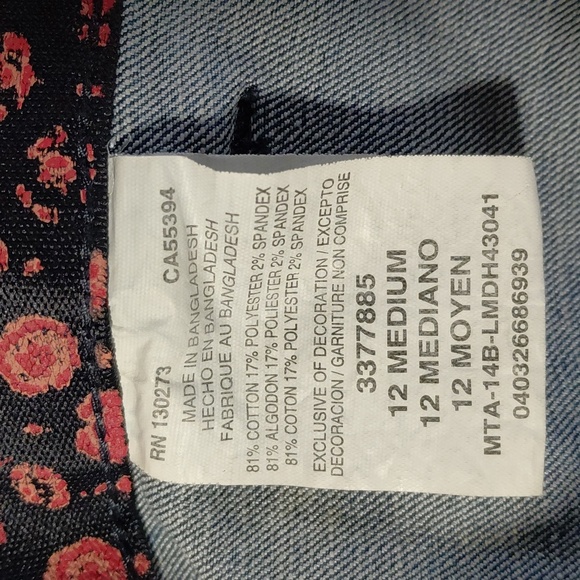 RN 130273 CA55394
MADE IN BANGLADESH
HECHO EN BANGLADESH
FABRIQUE AU BANGLADESH
81% COTTON 17% POLYESTER 2% SPANDEX
81% ALGODON 17% POLIESTER 2% SPANDEX
81% COTON 17% POLYESTER 2% SPANDEX
EXCLUSIVE OF DECORATION / EXCEPTO
DECORACION / GARNITURE NON COMPRISE
3377885
12 MEDIUM
12 MEDIANO
12 MOYEN
MTA-14B-LMDH43041
040326686939